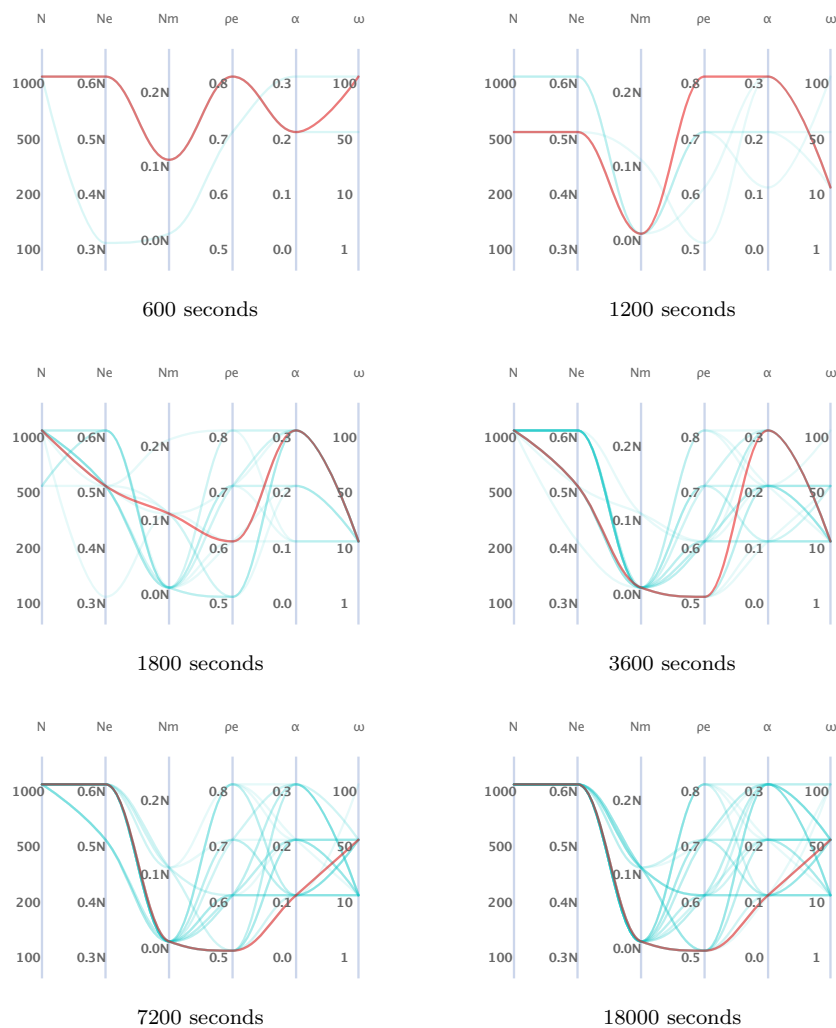 N Ne Nm ρe α ω N Ne Nm ρe α ω
1000 0.6N 0.2N 0.8 0.3 100 1000 0.6N 0.2N 0.8 0.3 100
500 0.5N 0.1N 0.7 0.2 50 500 0.5N 0.1N 0.7 0.2 50
200 0.4N 0.6 0.1 10 200 0.4N 0.6 0.1 10
100 0.3N 0.0N 0.5 0.0 1 100 0.3N 0.0N 0.5 0.0 1
600 seconds 1200 seconds
N Ne Nm ρe α ω N Ne Nm ρe α ω
1000 0.6N 0.2N 0.8 0.3 100 1000 0.6N 0.2N 0.8 0.3 100
500 0.5N 0.1N 0.7 0.2 50 500 0.5N 0.1N 0.7 0.2 50
200 0.4N 0.6 0.1 10 200 0.4N 0.6 0.1 10
100 0.3N 0.0N 0.5 0.0 1 100 0.3N 0.0N 0.5 0.0 1
1800 seconds 3600 seconds
N Ne Nm ρe α ω N Ne Nm ρe α ω
1000 0.6N 0.2N 0.8 0.3 100 1000 0.6N 0.2N 0.8 0.3 100
500 0.5N 0.1N 0.7 0.2 50 500 0.5N 0.1N 0.7 0.2 50
200 0.4N 0.6 0.1 10 200 0.4N 0.6 0.1 10
100 0.3N 0.0N 0.5 0.0 1 100 0.3N 0.0N 0.5 0.0 1
7200 seconds 18000 seconds